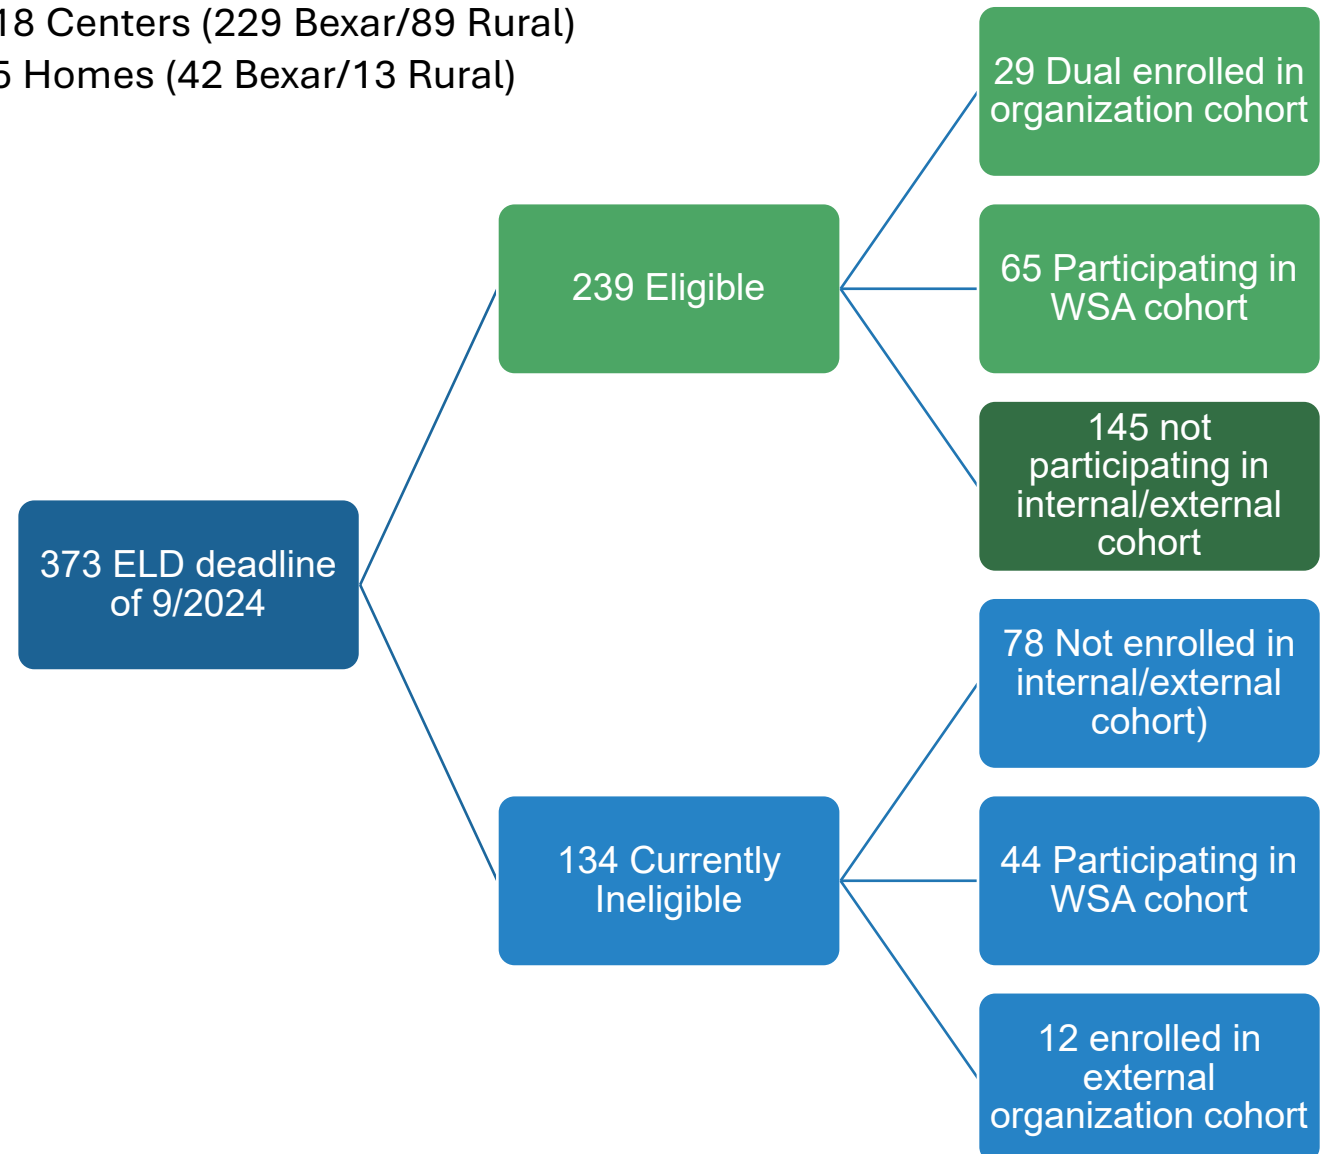 18 Centers (229 Bexar/89 Rural)
5 Homes (42 Bexar/13 Rural)
29 Dual enrolled in
organization cohort
65 Participating in
WSA cohort
239 Eligible
145 not
participating in
internal/external
cohort
373 ELD deadline
of 9/2024
78 Not enrolled in
internal/external
cohort)
44 Participating in
WSA cohort
134 Currently
Ineligible
12 enrolled in
external
organization cohort